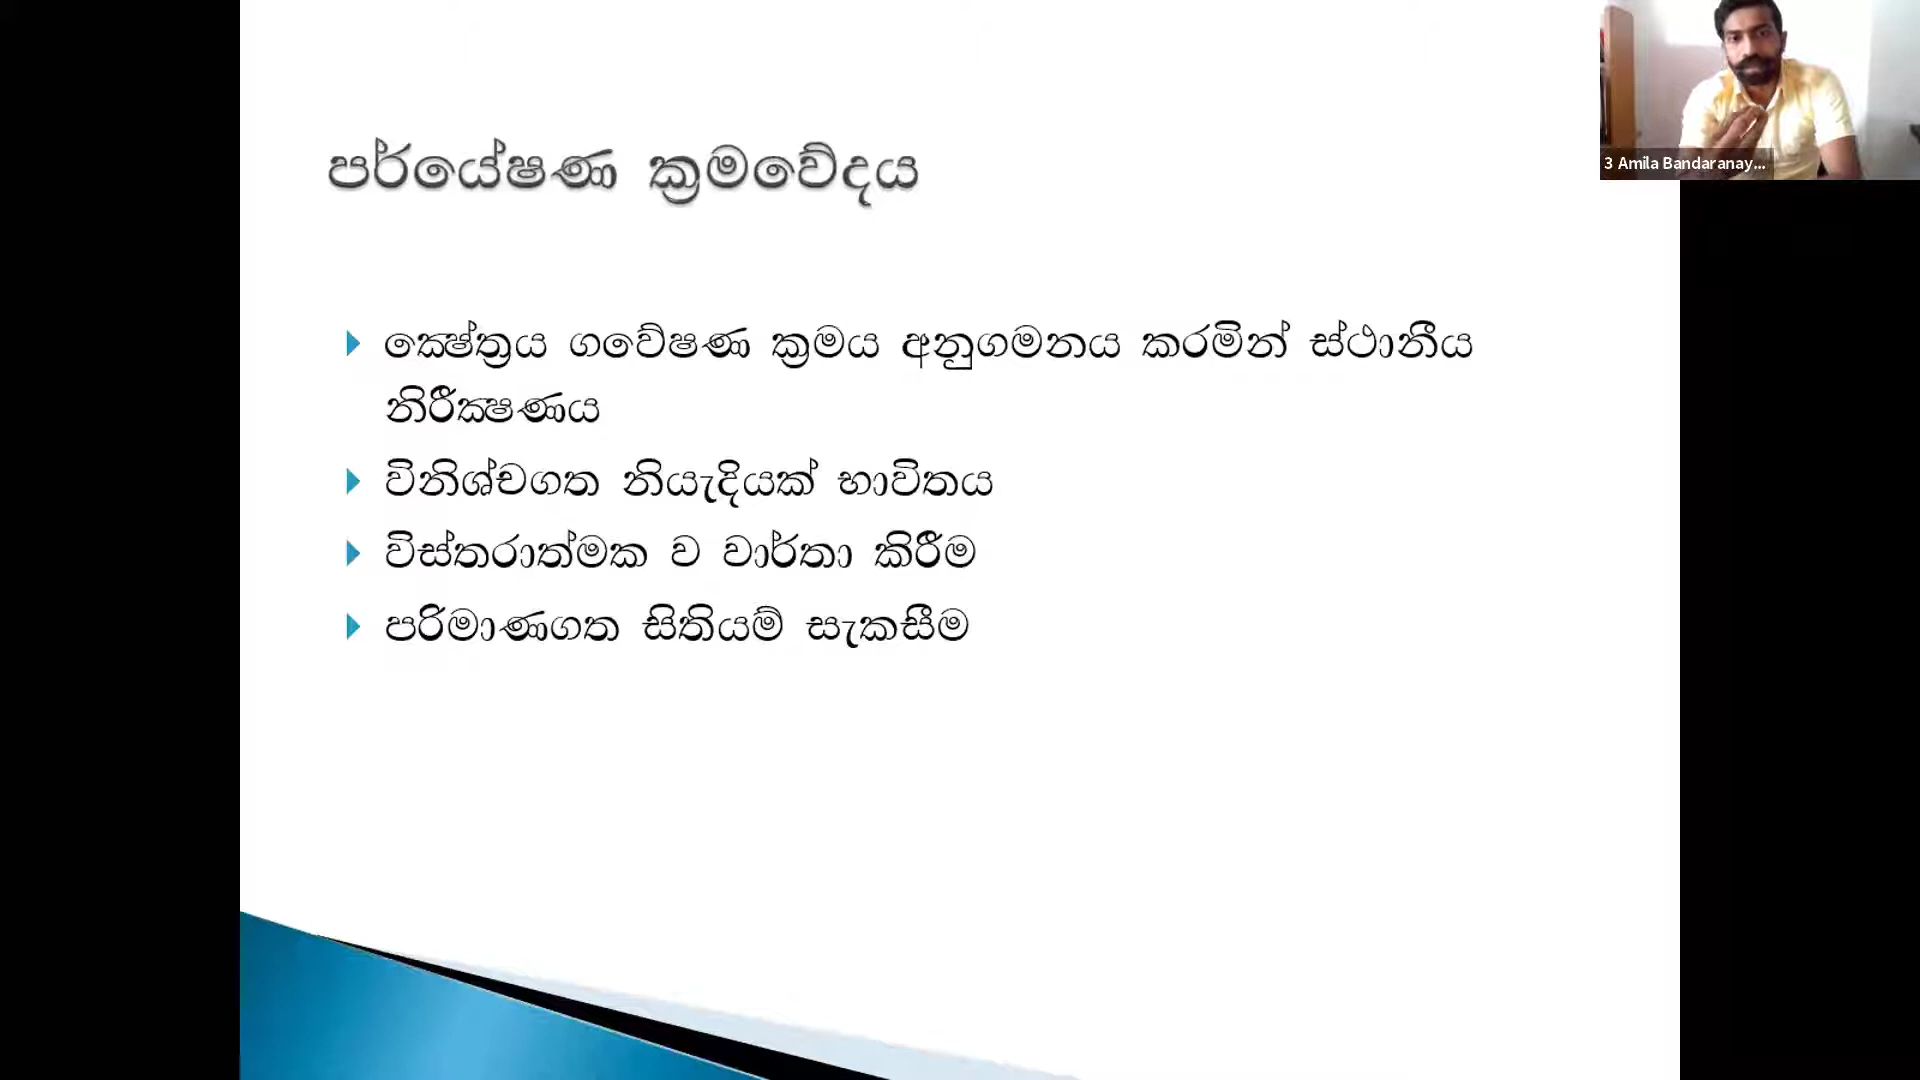 පර්යේෂණ ක්‍රමවේදය
3 Amila Bandaranay...
ක්‍ෂේත්‍රය ගවේෂණ ක්‍රමය අනුගමනය කරමින් ස්ථානීය
නිරීක්‍ෂණය
විනිශ්චගත නියැදියක් භාවිතය
විස්තරාත්මක ව වාර්තා කිරීම
පරිමාණගත සිතියම් සැකසීම